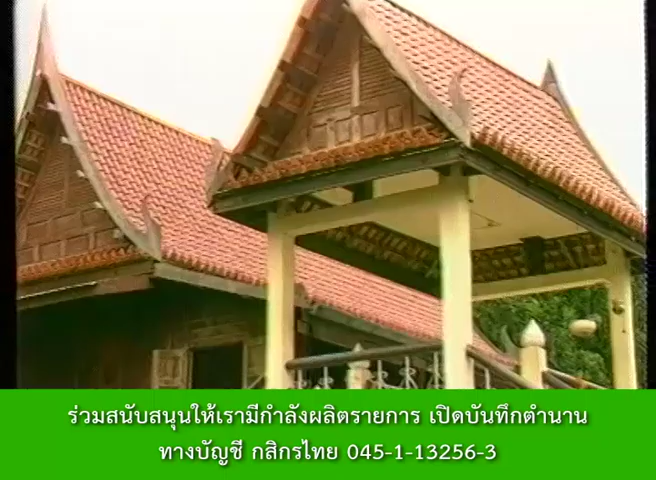 ร่วมสนับสนุนให้เรามีกำลังผลิตรายการ เปิดบันทึกตำนาน
ทางบัญชี กสิกรไทย 045-1-13256-3